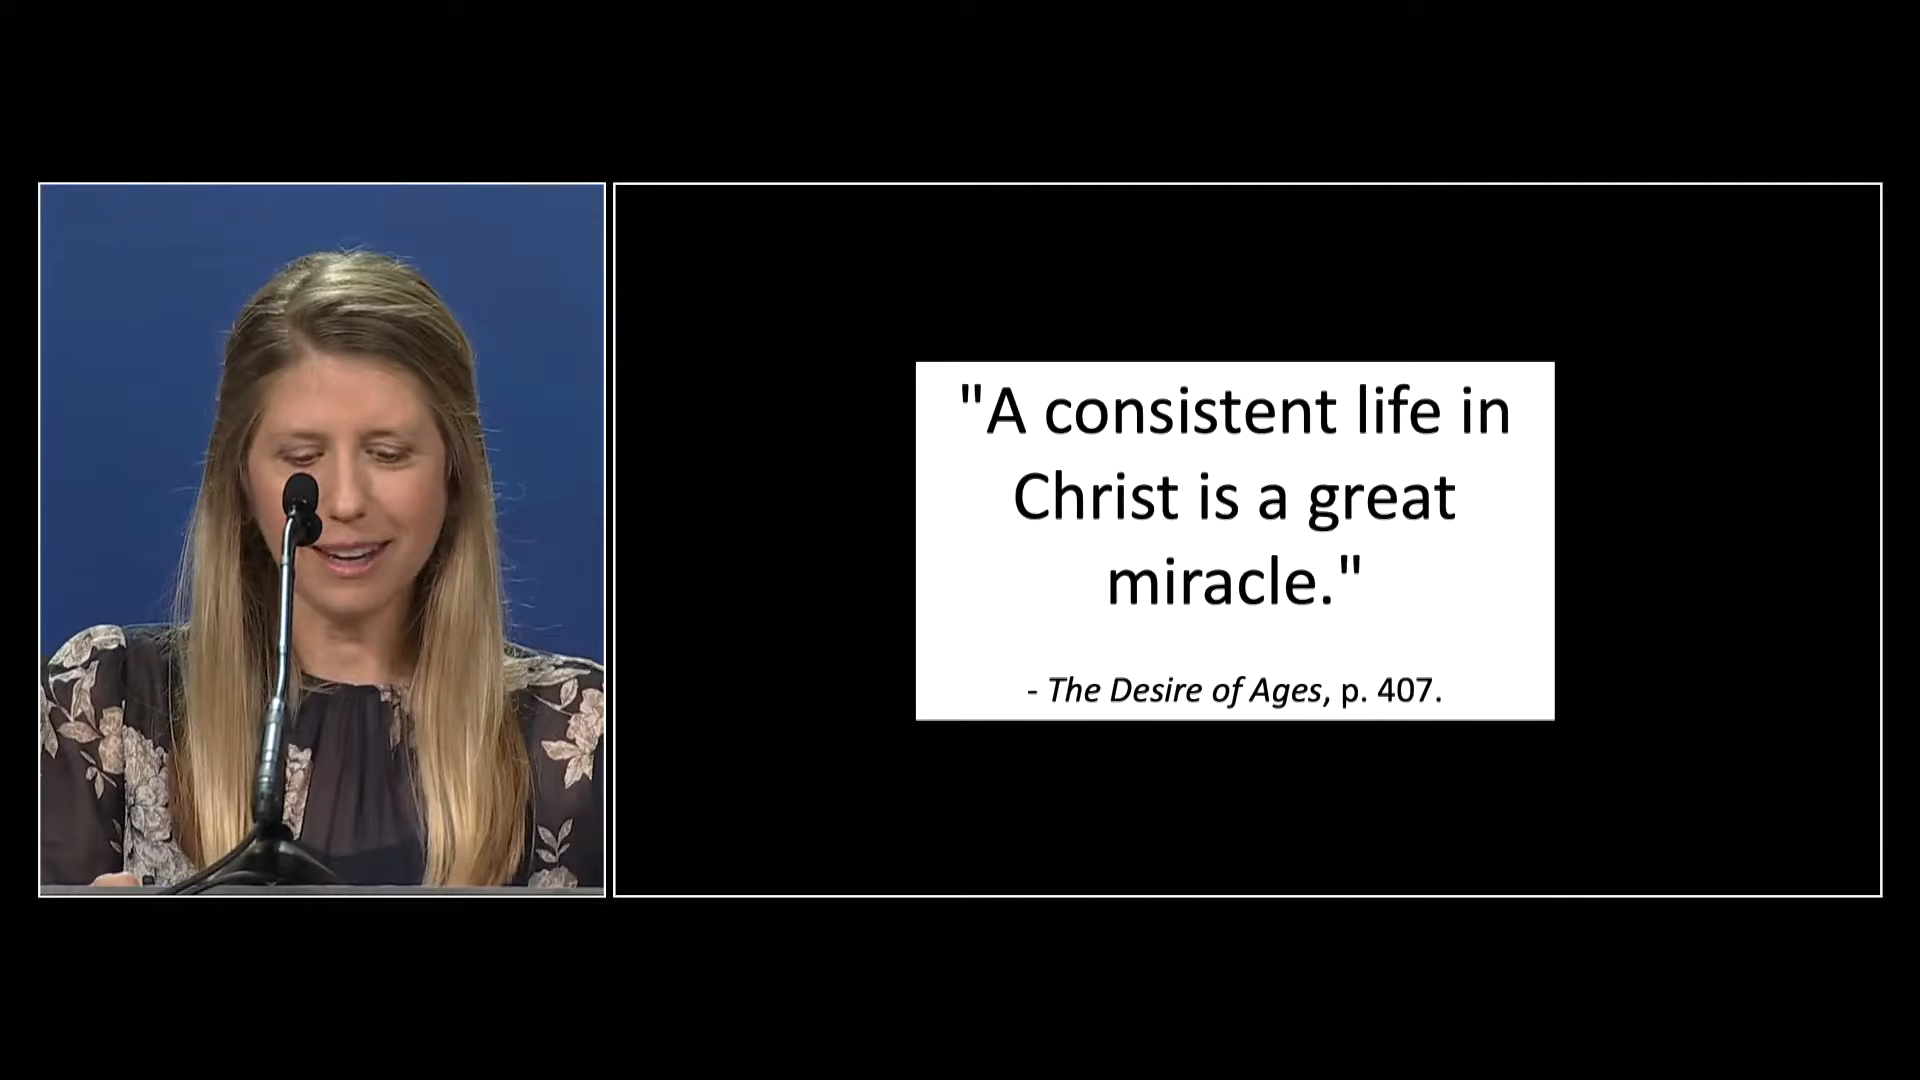 "A consistent life in
Christ is a great
miracle."
- The Desire of Ages, p. 407.